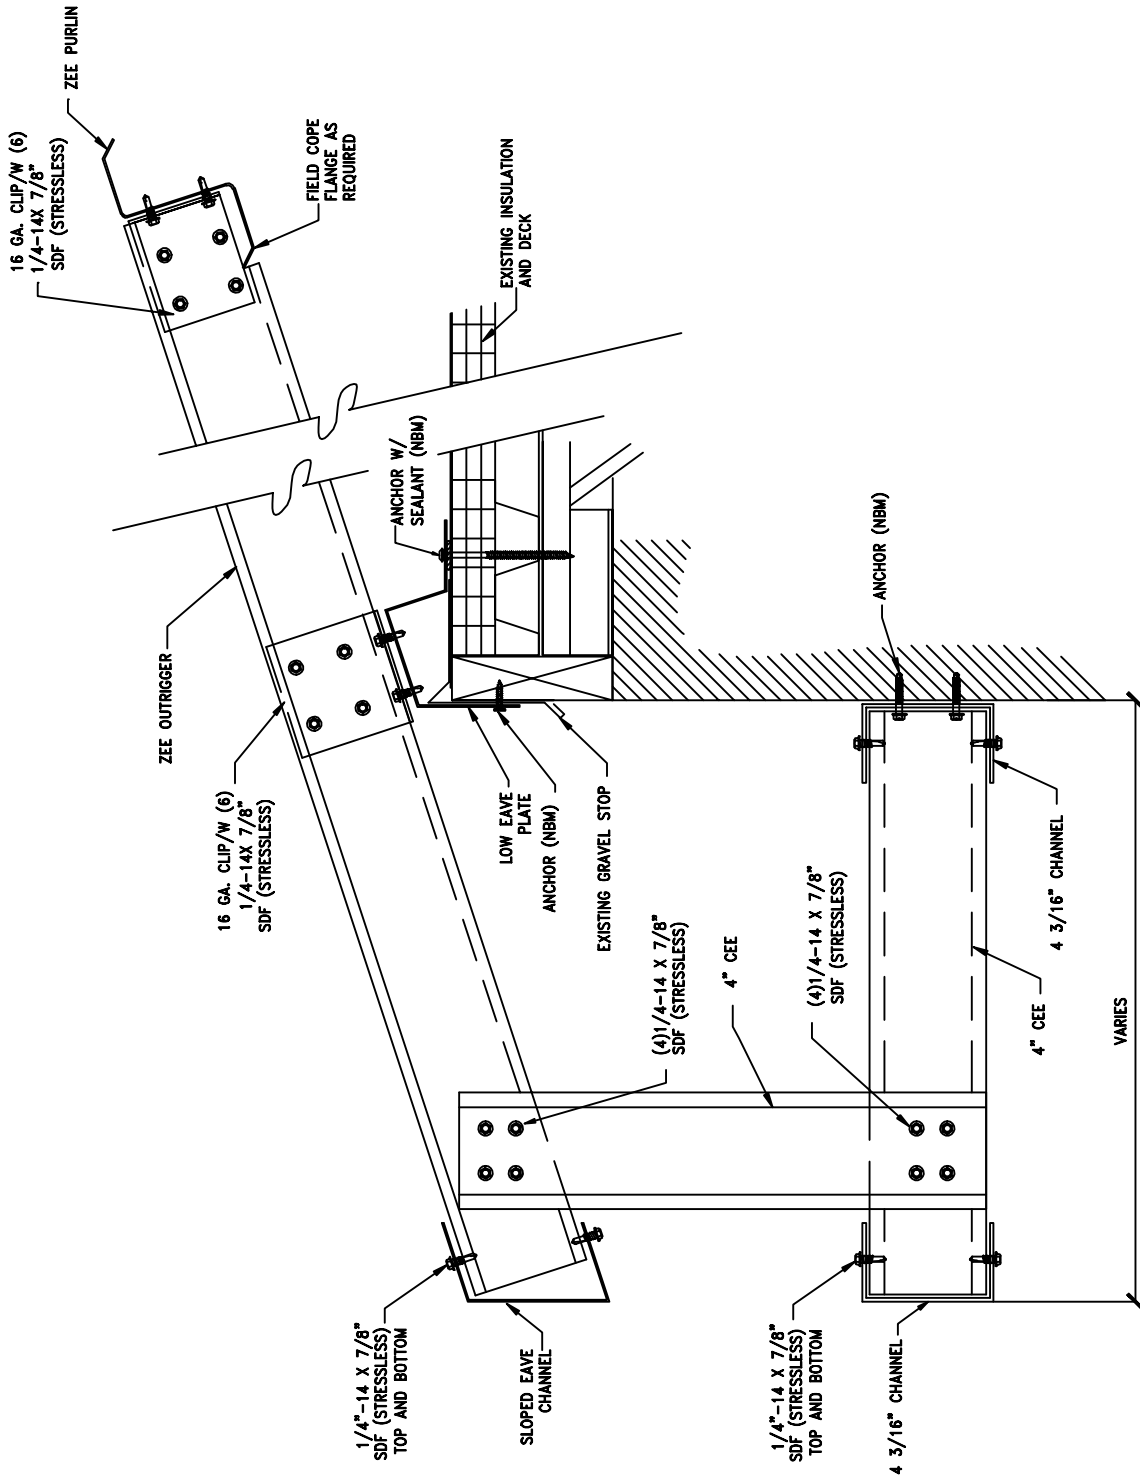 16 GA. CLIP/W (6)
1/4-14X 7/8"
SDF (STRESSLESS)
ZEE PURLIN
FIELD COPE
FLANGE AS
REQUIRED
EXISTING INSULATION
AND DECK
ANCHOR W/
SEALANT (NBM)
ZEE OUTRIGGER
16 GA. CLIP/W (6)
1/4-14X 7/8"
SDF (STRESSLESS)
LOW EAVE
PLATE
ANCHOR (NBM)
EXISTING GRAVEL STOP
ANCHOR (NBM)
(4)1/4-14 X 7/8"
SDF (STRESSLESS)
4" CEE
(4)1/4-14 X 7/8"
SDF (STRESSLESS)
4 3/16" CHANNEL
4" CEE
VARIES
1/4"-14 X 7/8"
SDF (STRESSLESS)
TOP AND BOTTOM
SLOPED EAVE
CHANNEL
1/4"-14 X 7/8"
SDF (STRESSLESS)
TOP AND BOTTOM
4 3/16" CHANNEL